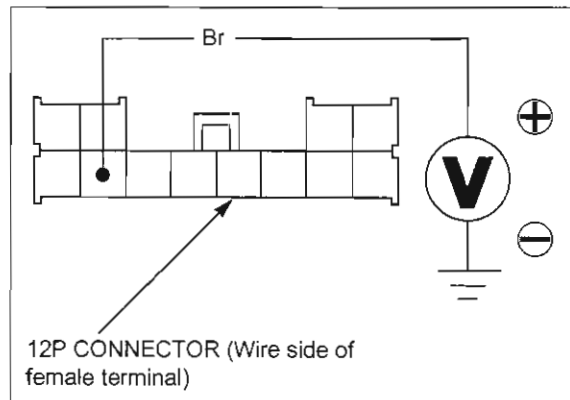 Br
+
V
−
12P CONNECTOR (Wire side of
female terminal)